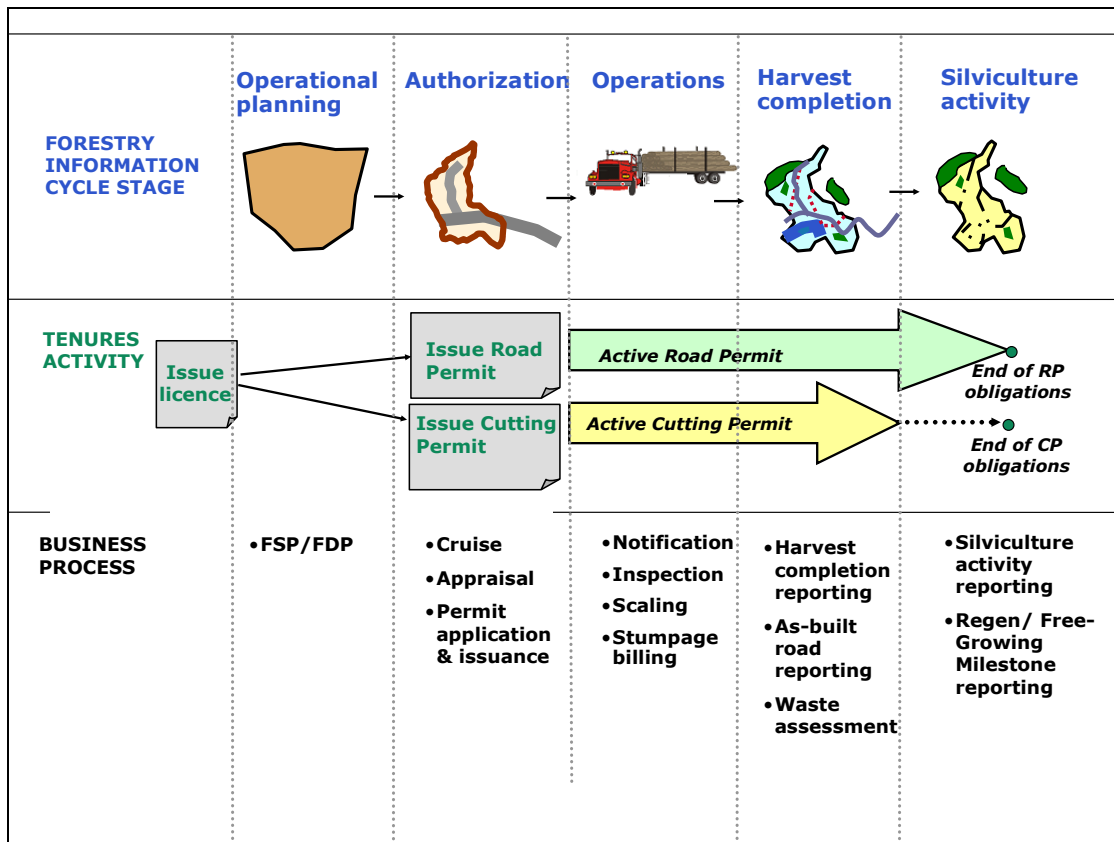 Operational
planning
Authorization
Operations
Harvest
completion
Silviculture
activity
FORESTRY
INFORMATION
CYCLE STAGE
TENURES
ACTIVITY
Issue
licence
Issue Road
Permit
Issue Cutting
Permit
Active Road Permit
Active Cutting Permit
End of RP
obligations
End of CP
obligations
BUSINESS
PROCESS
•FSP/FDP
•Cruise
•Appraisal
•Permit
application
& issuance
•Notification
•Inspection
•Scaling
•Stumpage
billing
•Harvest
completion
reporting
•As-built
road
reporting
•Waste
assessment
•Silviculture
activity
reporting
•Regen/ Free-
Growing
Milestone
reporting